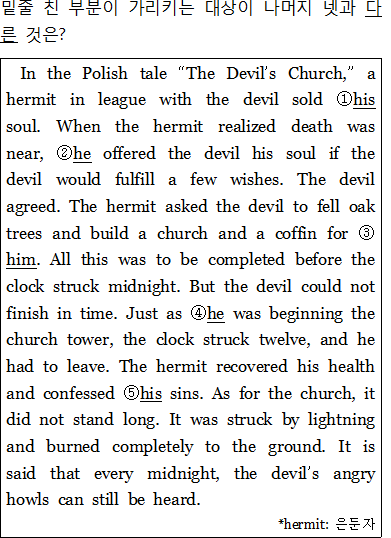 밑줄 친 부분이 가리키는 대상이 나머지 넷과 다
른 것은?
In the Polish tale “The Devil’s Church,” a
hermit in league with the devil sold ①his
soul. When the hermit realized death was
near, ②he offered the devil his soul if the
devil would fulfill a few wishes. The devil
agreed. The hermit asked the devil to fell oak
trees and build a church and a coffin for ③
him. All this was to be completed before the
clock struck midnight. But the devil could not
finish in time. Just as ④he was beginning the
church tower, the clock struck twelve, and he
had to leave. The hermit recovered his health
and confessed ⑤his sins. As for the church, it
did not stand long. It was struck by lightning
and burned completely to the ground. It is
said that every midnight, the devil’s angry
howls can still be heard.
*hermit: 은둔자